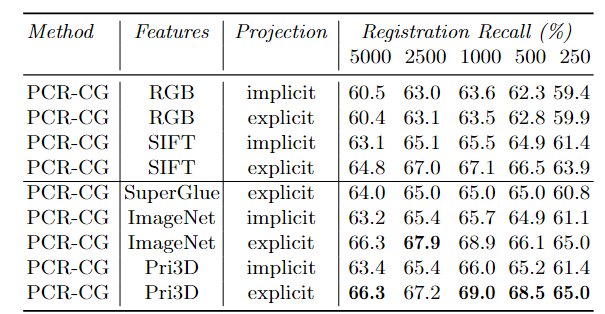 Method Features Projection Registration Recall (%)
5000 2500 1000 500 250
PCR-CG RGB implicit 60.5 63.0 63.6 62.3 59.4
PCR-CG RGB explicit 60.4 63.1 63.5 62.8 59.9
PCR-CG SIFT implicit 63.1 65.1 65.5 64.9 61.4
PCR-CG SIFT explicit 64.8 67.0 67.1 66.5 63.9
PCR-CG SuperGlue explicit 64.0 65.0 65.0 65.0 60.8
PCR-CG ImageNet implicit 63.2 65.4 65.7 64.9 61.1
PCR-CG ImageNet explicit 66.3 67.9 68.9 66.1 65.0
PCR-CG Pri3D implicit 63.4 65.4 66.0 65.2 61.4
PCR-CG Pri3D explicit 66.3 67.2 69.0 68.5 65.0